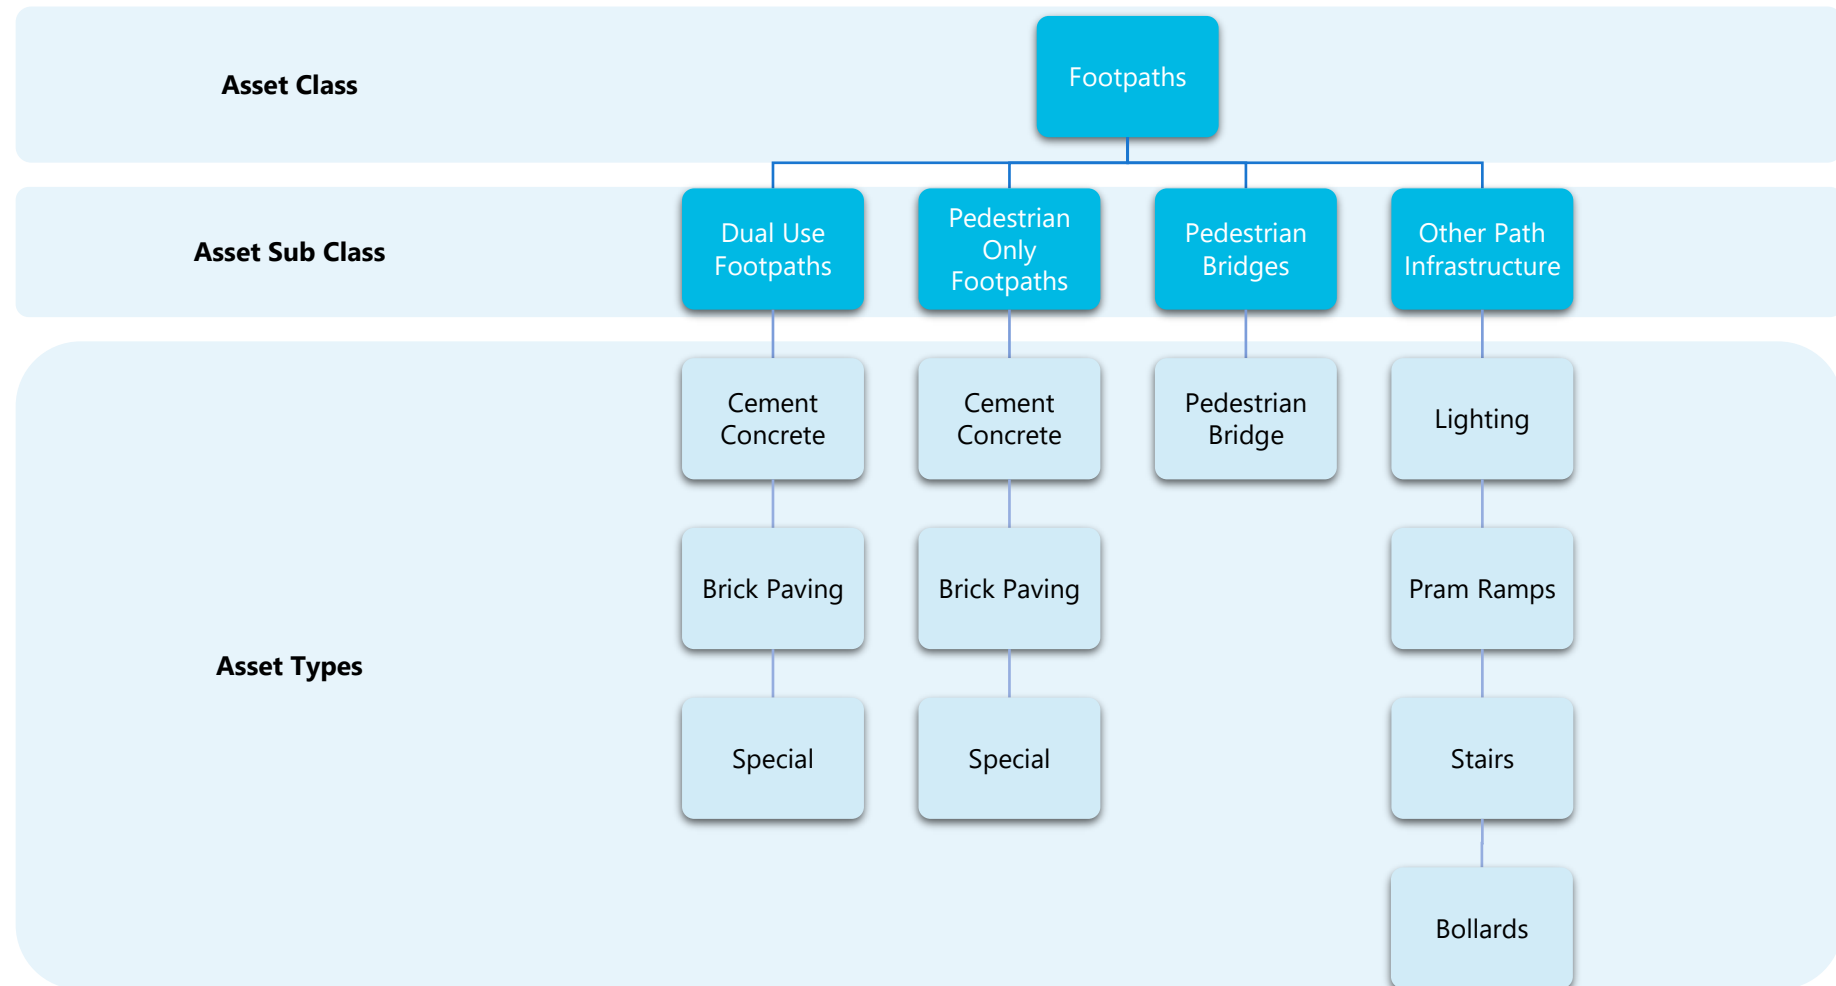 Asset Class
Footpaths
Asset Sub Class
Dual Use
Footpaths
Pedestrian
Only
Footpaths
Pedestrian
Bridges
Other Path
Infrastructure
Asset Types
Cement
Concrete
Cement
Concrete
Pedestrian
Bridge
Lighting
Brick Paving
Brick Paving
Pram Ramps
Special
Special
Stairs
Bollards